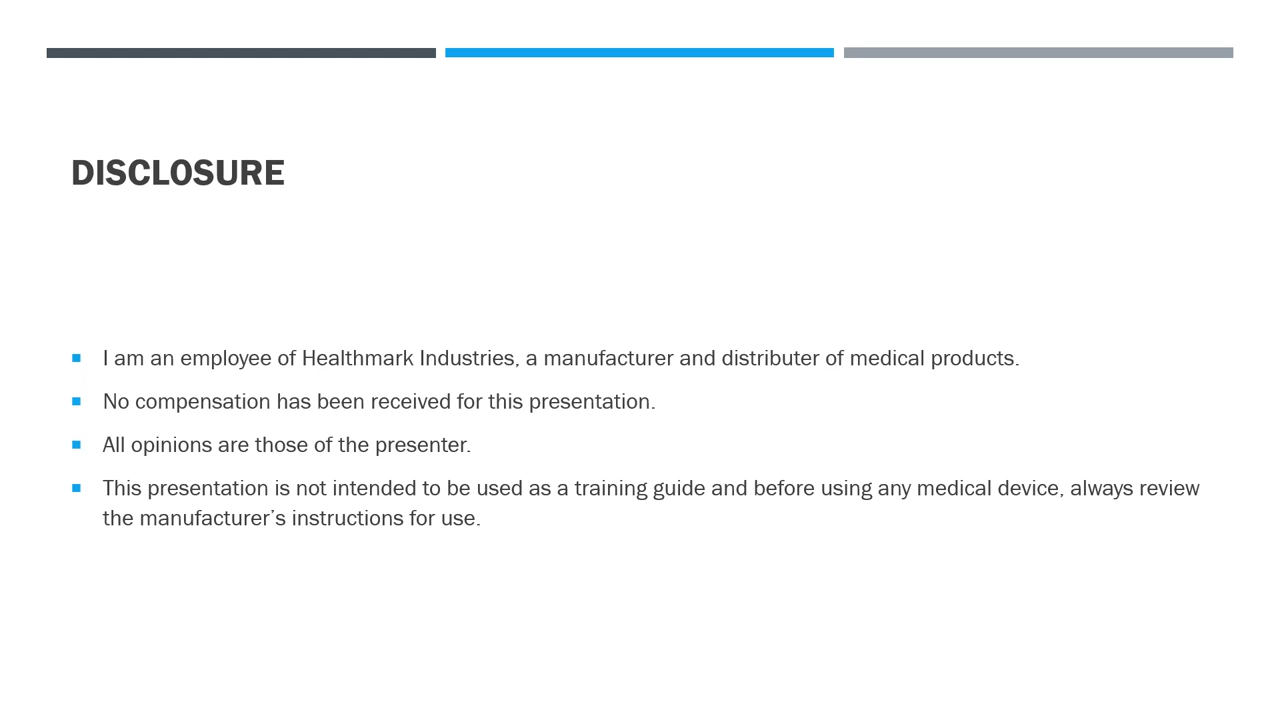 DISCLOSURE
I am an employee of Healthmark Industries, a manufacturer and distributer of medical products.
No compensation has been received for this presentation.
All opinions are those of the presenter.
This presentation is not intended to be used as a training guide and before using any medical device, always review
the manufacturer’s instructions for use.